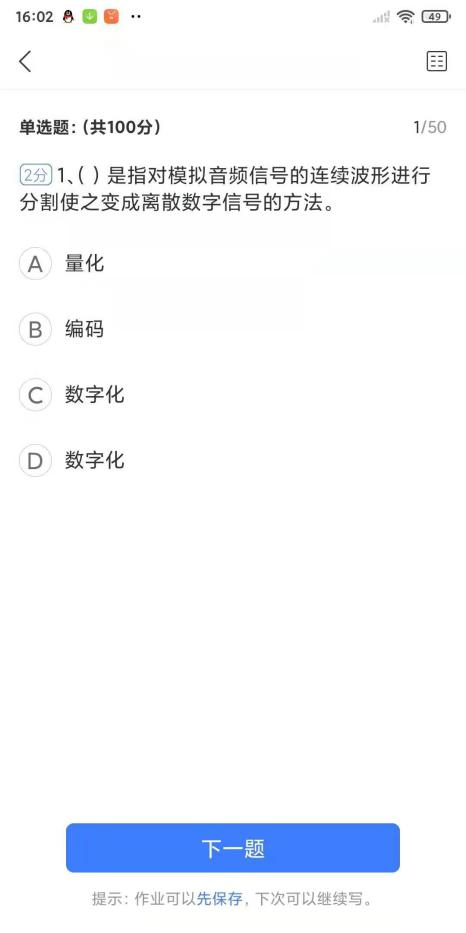 16:02
49
单选题：（共100分）
1/50
2分 1、( ) 是指对模拟音频信号的连续波形进行
分割使之变成离散数字信号的方法。
A 量化
B 编码
C 数字化
D 数字化
下一题
提示：作业可以先保存，下次可以继续写。